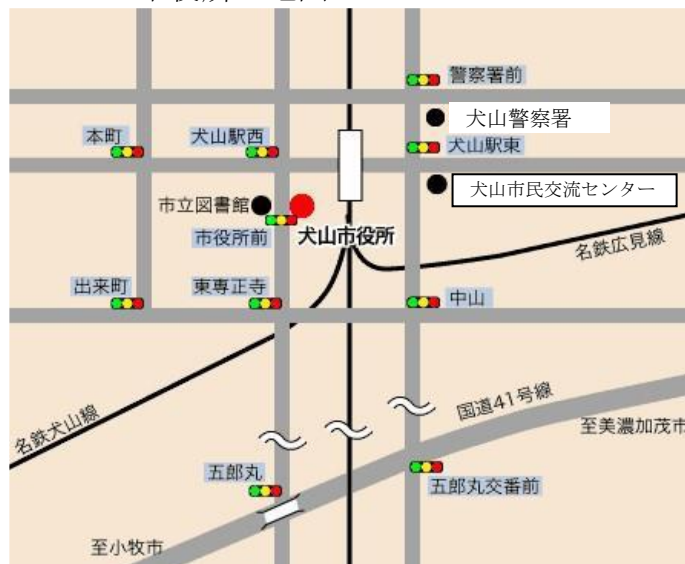 警察署前
犬山警察署
本町
犬山駅西
犬山駅東
犬山市民交流センター
市立図書館
市役所前
犬山市役所
名鉄広見線
出来町
東専正寺
中山
名鉄犬山線
国道41号線
至美濃加茂市
五郎丸
五郎丸交番前
至小牧市